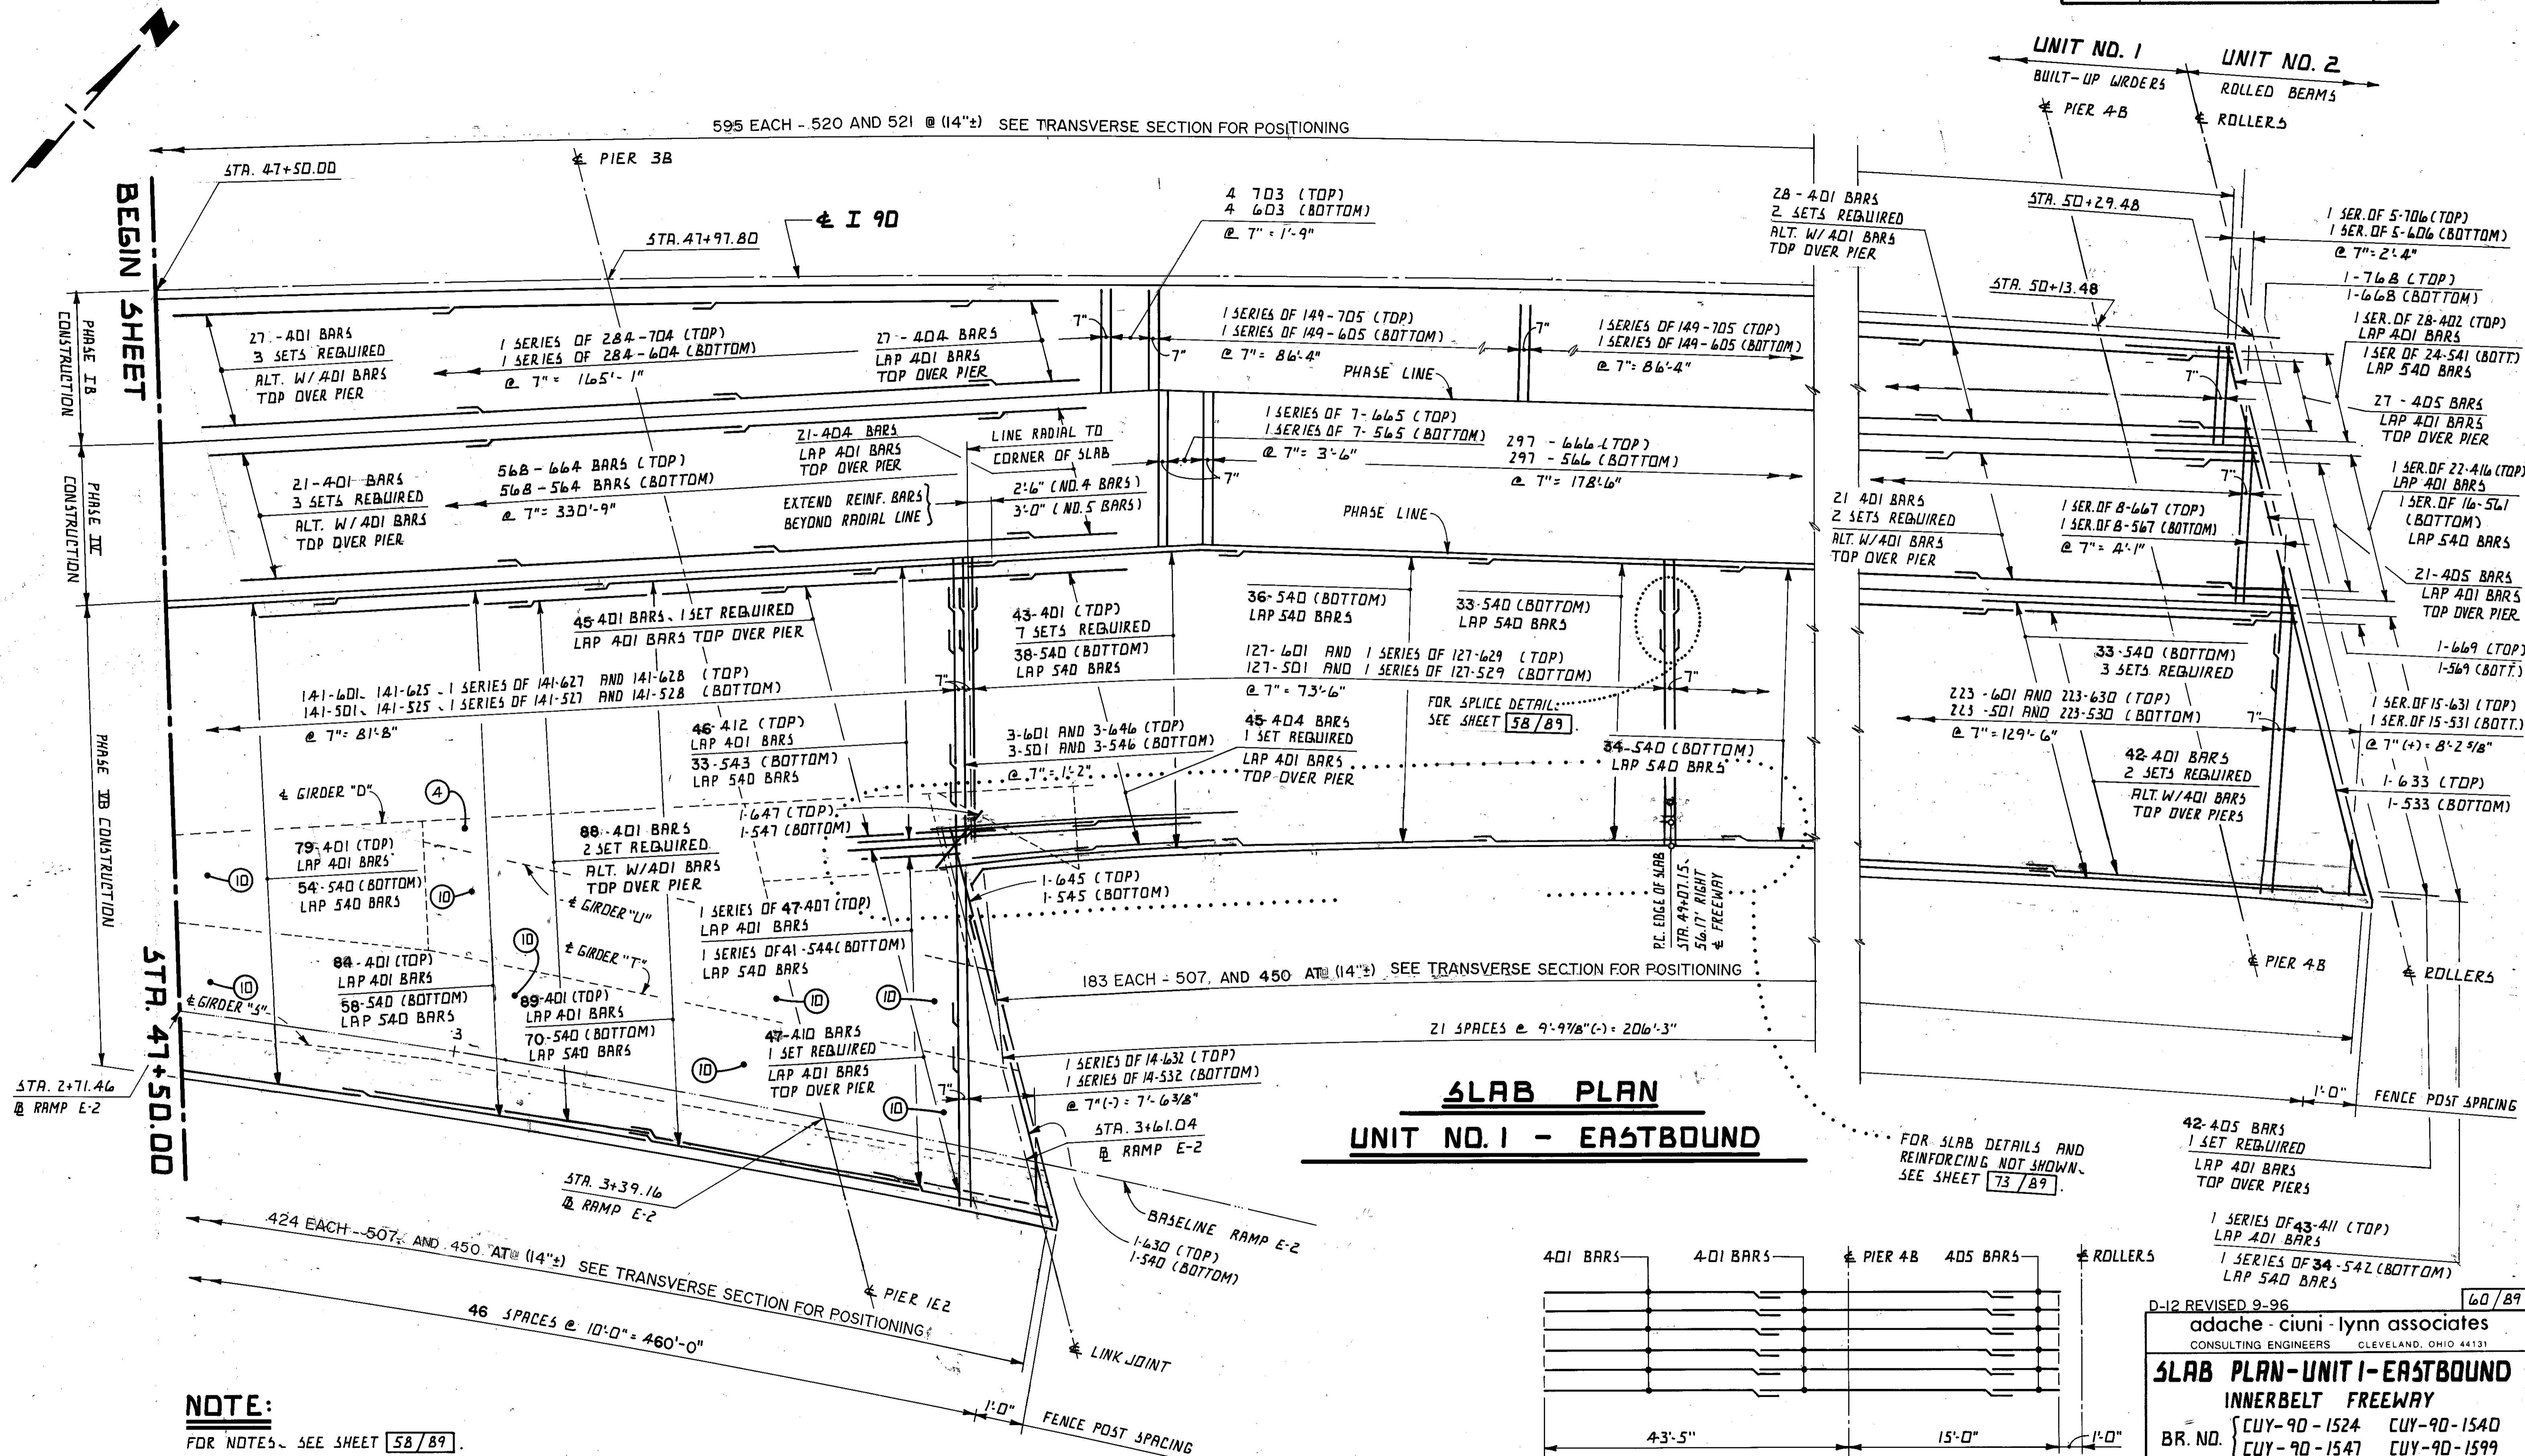 N
UNIT NO. 1
UNIT NO. 2
BUILT-UP GIRDERS
ROLLED BEAMS
℄ PIER 4-B
℄ ROLLERS
595 EACH - 520 AND 521 @ (14"±) SEE TRANSVERSE SECTION FOR POSITIONING
STA. 47+50.00
℄ PIER 3B
STA. 47+97.80
℄ I 90
4 703 (TOP)
4 603 (BOTTOM)
@ 7" = 1'-9"
28-401 BARS
2 SETS REQUIRED
ALT. W/401 BARS
TOP OVER PIER
STA. 50+29.48
STA. 50+13.48
1 SER. OF 5-706 (TOP)
1 SER. OF 5-606 (BOTTOM)
@ 7" = 2'-4"
1-768 (TOP)
1-668 (BOTTOM)
1 SER. OF 28-402 (TOP)
LAP 401 BARS
1 SER OF 24-541 (BOTT.)
LAP 540 BARS
27 - 405 BARS
LAP 401 BARS
TOP OVER PIER
1 SER. OF 22-416 (TOP)
LAP 401 BARS
1 SER. OF 16-561
(BOTTOM)
LAP 540 BARS
21-405 BARS
LAP 401 BARS
TOP OVER PIER
1-669 (TOP)
1-569 (BOTT.)
1 SER. OF 15-631 (TOP)
1 SER. OF 15-531 (BOTT.)
@ 7" (+) = 8'-2 5/8"
1-633 (TOP)
1-533 (BOTTOM)
BEGIN SHEET
STA. 47+50.00
PHASE IB
CONSTRUCTION
PHASE IV
CONSTRUCTION
PHASE VB CONSTRUCTION
27-401 BARS
3 SETS REQUIRED
ALT. W/401 BARS
TOP OVER PIER
1 SERIES OF 284-704 (TOP)
1 SERIES OF 284-604 (BOTTOM)
@ 7" = 165'-1"
27 - 404 BARS
LAP 401 BARS
TOP OVER PIER
7"
7"
1 SERIES OF 149-705 (TOP)
1 SERIES OF 149-605 (BOTTOM)
@ 7" = 86'-4"
7"
1 SERIES OF 149-705 (TOP)
1 SERIES OF 149-605 (BOTTOM)
@ 7" = 86'-4"
PHASE LINE
7"
21-401 BARS
3 SETS REQUIRED
ALT. W/401 BARS
TOP OVER PIER
568-664 BARS (TOP)
568-564 BARS (BOTTOM)
@ 7" = 330'-9"
21-404 BARS
LAP 401 BARS
TOP OVER PIER
LINE RADIAL TO
CORNER OF SLAB
EXTEND REINF. BARS
BEYOND RADIAL LINE
2'-6" (NO. 4 BARS)
3'-0" (NO. 5 BARS)
7"
1 SERIES OF 7-665 (TOP)
1 SERIES OF 7-565 (BOTTOM)
@ 7" = 3'-6"
297 - 666 (TOP)
297 - 566 (BOTTOM)
@ 7" = 178'-6"
PHASE LINE
21 401 BARS
2 SETS REQUIRED
ALT. W/401 BARS
TOP OVER PIER
1 SER. OF 8-667 (TOP)
1 SER. OF 8-567 (BOTTOM)
@ 7" = 4'-1"
7"
45-401 BARS, 1 SET REQUIRED
LAP 401 BARS TOP OVER PIER
43-401 (TOP)
7 SETS REQUIRED
38-540 (BOTTOM)
LAP 540 BARS
36-540 (BOTTOM)
LAP 540 BARS
33-540 (BOTTOM)
LAP 540 BARS
33-540 (BOTTOM)
3 SETS REQUIRED
141-601, 141-625, 1 SERIES OF 141-627 AND 141-628 (TOP)
141-501, 141-525, 1 SERIES OF 141-527 AND 141-528 (BOTTOM)
@ 7" = 81'-8"
7"
127-601 AND 1 SERIES OF 127-629 (TOP)
127-501 AND 1 SERIES OF 127-529 (BOTTOM)
@ 7" = 73'-6"
7"
FOR SPLICE DETAIL
SEE SHEET 58/89.
223-601 AND 223-630 (TOP)
223-501 AND 223-530 (BOTTOM)
@ 7" = 129'-6"
7"
46-412 (TOP)
LAP 401 BARS
33-543 (BOTTOM)
LAP 540 BARS
3-601 AND 3-646 (TOP)
3-501 AND 3-546 (BOTTOM)
@ 7" = 1'-2"
45-404 BARS
1 SET REQUIRED
LAP 401 BARS
TOP OVER PIER
34-540 (BOTTOM)
LAP 540 BARS
42-401 BARS
2 SETS REQUIRED
ALT. W/401 BARS
TOP OVER PIERS
℄ GIRDER "D"
4
1-647 (TOP)
1-547 (BOTTOM)
79-401 (TOP)
LAP 401 BARS
54-540 (BOTTOM)
LAP 540 BARS
88-401 BARS
2 SET REQUIRED
ALT. W/401 BARS
TOP OVER PIER
℄ GIRDER "U"
10
10
1-645 (TOP)
1-545 (BOTTOM)
1 SERIES OF 47-407 (TOP)
LAP 401 BARS
1 SERIES OF 41-544 (BOTTOM)
LAP 540 BARS
P.C. EDGE OF SLAB
STA. 49+07.15,
56.17' RIGHT
℄ FREEWAY
10
℄ GIRDER "T"
84-401 (TOP)
LAP 401 BARS
58-540 (BOTTOM)
LAP 540 BARS
10
℄ GIRDER "S"
3
89-401 (TOP)
LAP 401 BARS
70-540 (BOTTOM)
LAP 540 BARS
10
10
47-410 BARS
1 SET REQUIRED
LAP 401 BARS
TOP OVER PIER
10
10
183 EACH - 507, AND 450 AT@ (14"±) SEE TRANSVERSE SECTION FOR POSITIONING
21 SPACES @ 9'-9 7/8" (-) = 206'-3"
℄ PIER 4B
℄ ROLLERS
STA. 2+71.46
℄ RAMP E-2
7"
1 SERIES OF 14-632 (TOP)
1 SERIES OF 14-532 (BOTTOM)
@ 7" (-) = 7'-6 3/8"
STA. 3+61.04
℄ RAMP E-2
STA. 3+39.16
℄ RAMP E-2
BASELINE RAMP E-2
1-630 (TOP)
1-540 (BOTTOM)
SLAB PLAN
UNIT NO. 1 - EASTBOUND
1'-0"
FENCE POST SPACING
FOR SLAB DETAILS AND
REINFORCING NOT SHOWN,
SEE SHEET 73/89.
42-405 BARS
1 SET REQUIRED
LAP 401 BARS
TOP OVER PIERS
1 SERIES OF 43-411 (TOP)
LAP 401 BARS
1 SERIES OF 34-542 (BOTTOM)
LAP 540 BARS
424 EACH - 507, AND 450 AT@ (14"±) SEE TRANSVERSE SECTION FOR POSITIONING
℄ PIER 1E2
46 SPACES @ 10'-0" = 460'-0"
℄ LINK JOINT
1'-0"
FENCE POST SPACING
401 BARS
401 BARS
℄ PIER 4B
405 BARS
℄ ROLLERS
43'-5"
15'-0"
1'-0"
NOTE:
FOR NOTES, SEE SHEET 58/89.
D-12 REVISED 9-96
60/89
adache - ciuni - lynn associates
CONSULTING ENGINEERS CLEVELAND, OHIO 44131
SLAB PLAN-UNIT 1-EASTBOUND
INNERBELT FREEWAY
BR. NO.
CUY-90-1524 CUY-90-1540
CUY-90-1547 CUY-90-1599